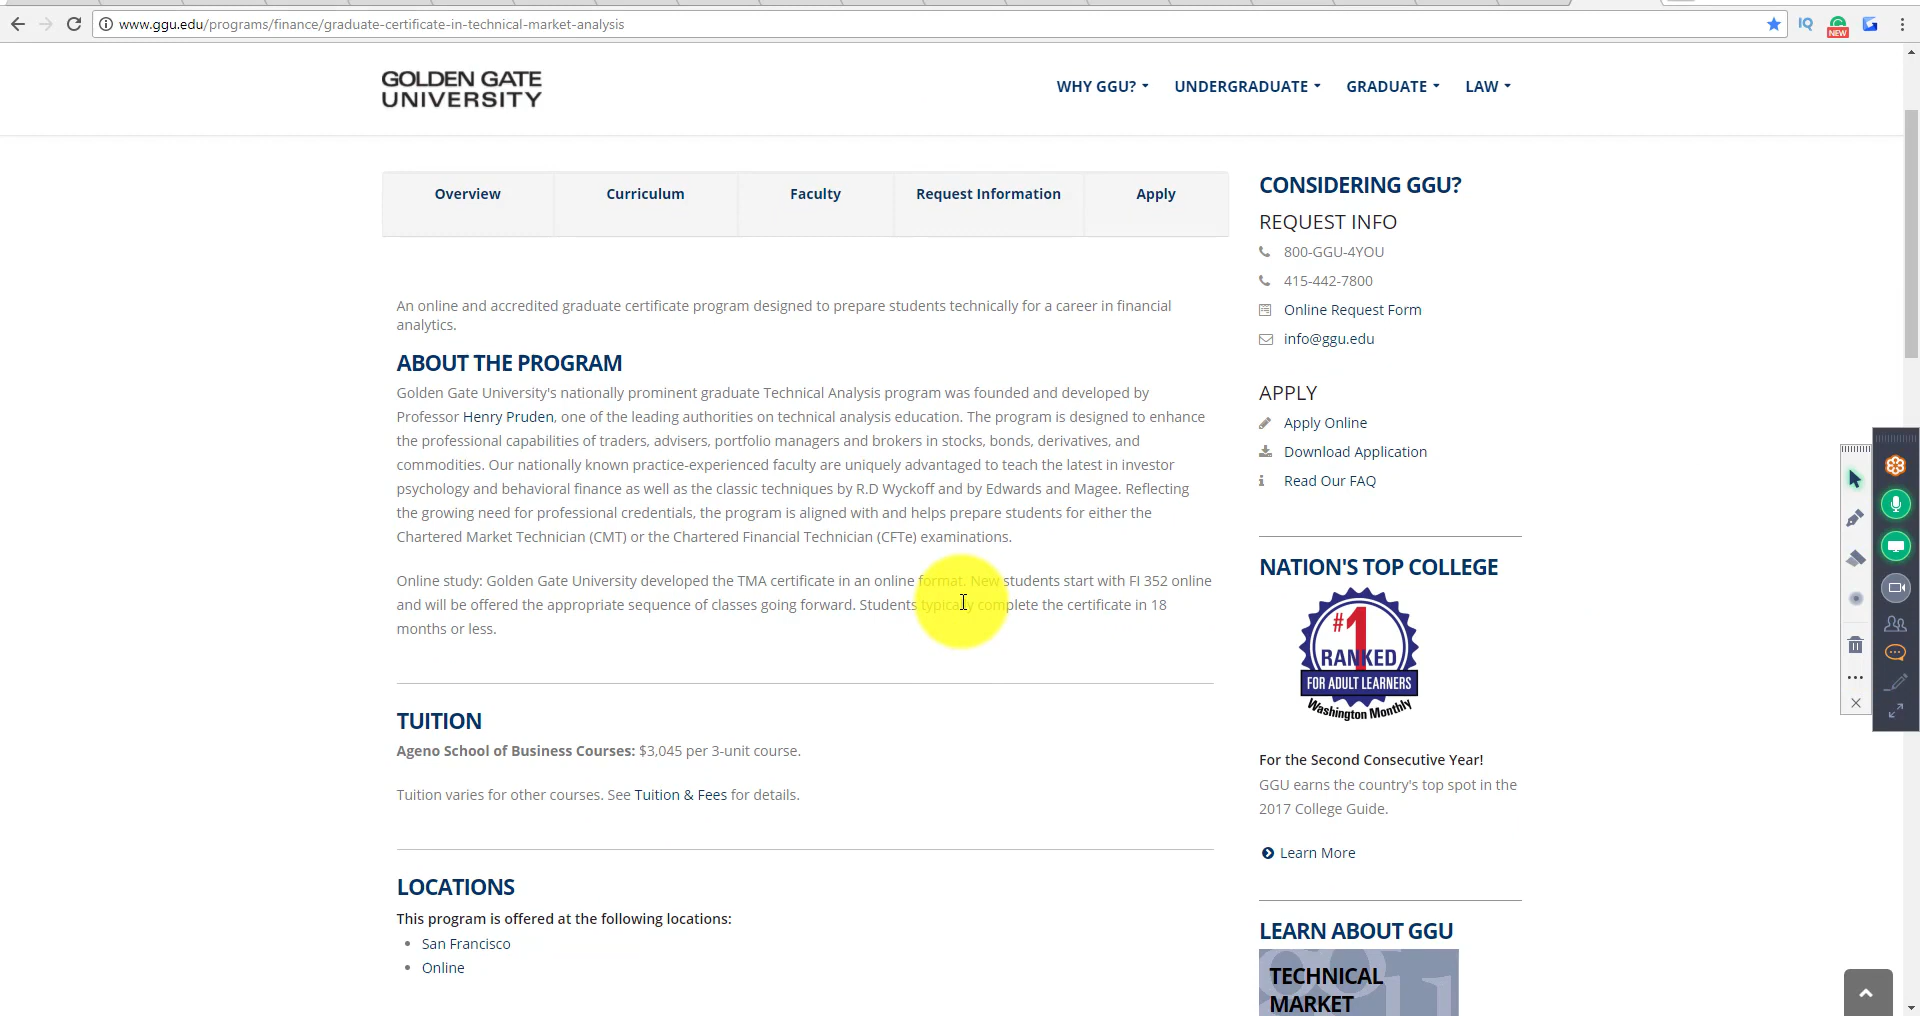 www.ggu.edu/programs/finance/graduate-certificate-in-technical-market-analysis
IQ
NEW
GOLDEN GATE
UNIVERSITY
WHY GGU? UNDERGRADUATE GRADUATE LAW
Overview Curriculum Faculty Request Information Apply
An online and accredited graduate certificate program designed to prepare students technically for a career in financial
analytics.
ABOUT THE PROGRAM
Golden Gate University's nationally prominent graduate Technical Analysis program was founded and developed by
Professor Henry Pruden, one of the leading authorities on technical analysis education. The program is designed to enhance
the professional capabilities of traders, advisers, portfolio managers and brokers in stocks, bonds, derivatives, and
commodities. Our nationally known practice-experienced faculty are uniquely advantaged to teach the latest in investor
psychology and behavioral finance as well as the classic techniques by R.D Wyckoff and by Edwards and Magee. Reflecting
the growing need for professional credentials, the program is aligned with and helps prepare students for either the
Chartered Market Technician (CMT) or the Chartered Financial Technician (CFTe) examinations.
Online study: Golden Gate University developed the TMA certificate in an online format. New students start with FI 352 online
and will be offered the appropriate sequence of classes going forward. Students typically complete the certificate in 18
months or less.
TUITION
Ageno School of Business Courses: $3,045 per 3-unit course.
Tuition varies for other courses. See Tuition & Fees for details.
LOCATIONS
This program is offered at the following locations:
San Francisco
Online
CONSIDERING GGU?
REQUEST INFO
800-GGU-4YOU
415-442-7800
Online Request Form
info@ggu.edu
APPLY
Apply Online
Download Application
Read Our FAQ
NATION'S TOP COLLEGE
#1
RANKED
FOR ADULT LEARNERS
Washington Monthly
For the Second Consecutive Year!
GGU earns the country's top spot in the
2017 College Guide.
Learn More
LEARN ABOUT GGU
TECHNICAL
MARKET